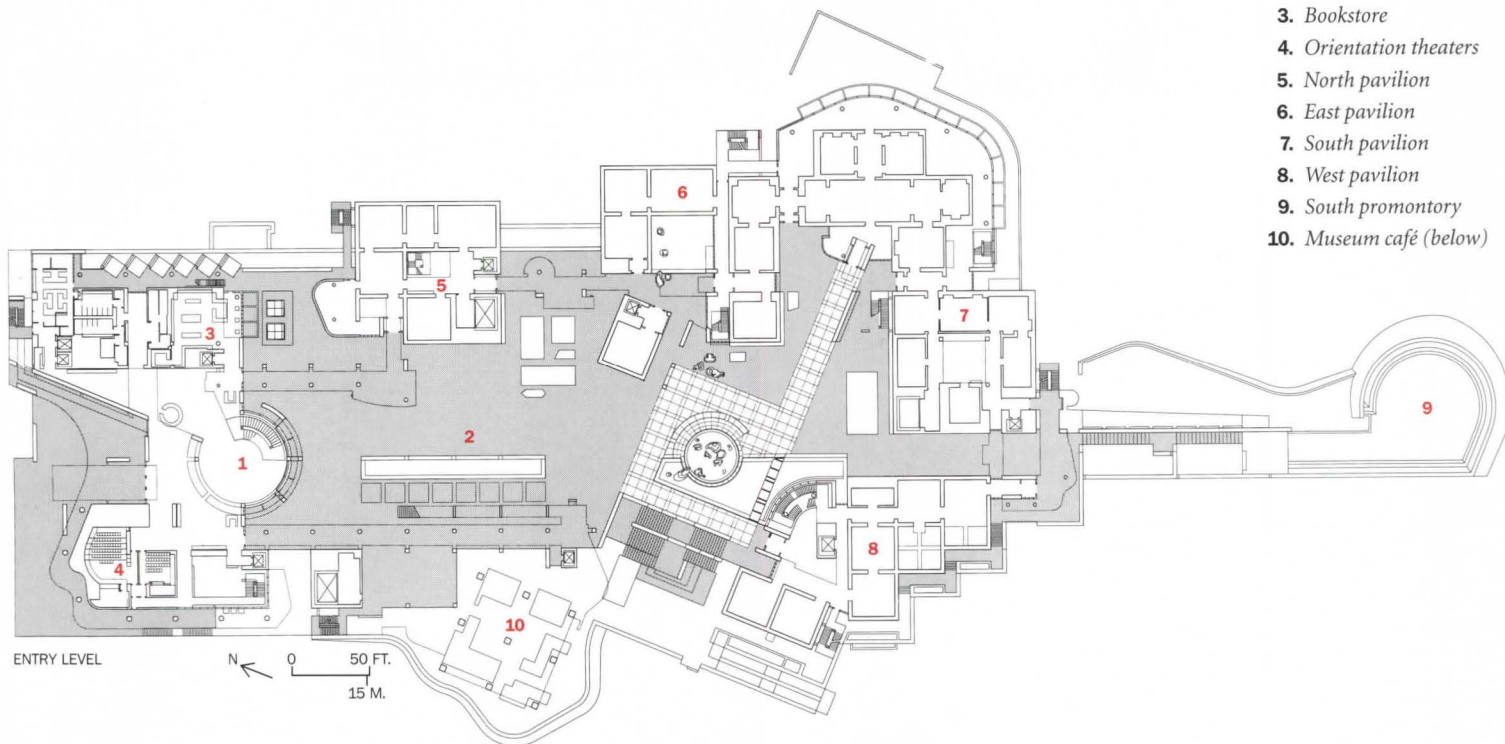 3. Bookstore
4. Orientation theaters
5. North pavilion
6. East pavilion
7. South pavilion
8. West pavilion
9. South promontory
10. Museum café (below)
6
5
7
3
9
2
1
8
4
10
ENTRY LEVEL
N
0 50 FT.
15 M.